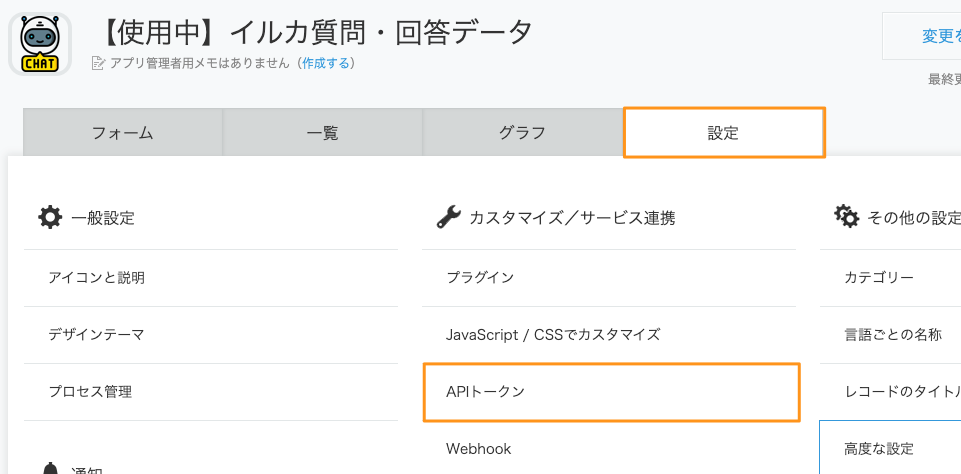 【使用中】イルカ質問・回答データ
変更を
CHAT
アプリ管理者用メモはありません（作成する）
最終更
フォーム
一覧
グラフ
設定
一般設定
アイコンと説明
デザインテーマ
プロセス管理
通知
カスタマイズ／サービス連携
プラグイン
JavaScript / CSSでカスタマイズ
APIトークン
Webhook
その他の設定
カテゴリー
言語ごとの名称
レコードのタイトル
高度な設定